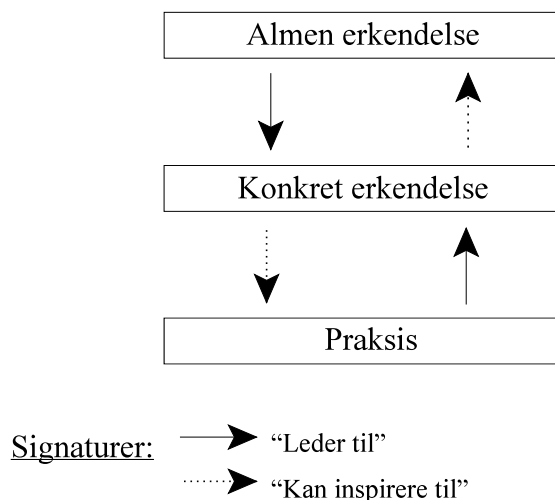 Almen erkendelse
Konkret erkendelse
Praksis
Signaturer:
“Leder til”
“Kan inspirere til”